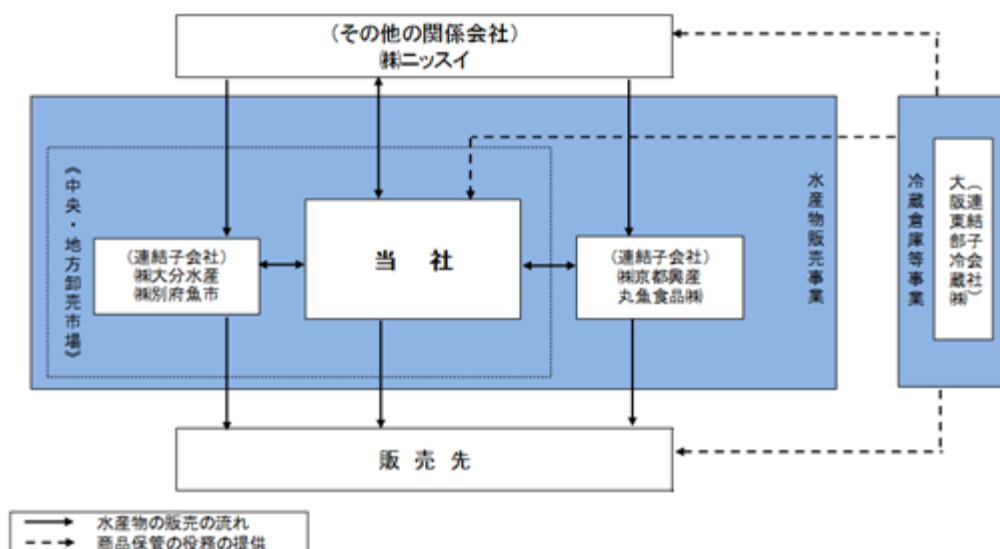 (その他の関係会社)
㈱ニッスイ
《中央・地方卸売市場》
(連結子会社)
㈱大分水産
㈱別府魚市
当 社
(連結子会社)
㈱京都興産
丸魚食品㈱
水産物販売事業
冷蔵倉庫等事業
(連結子会社)
大阪東部冷蔵㈱
販 売 先
水産物の販売の流れ
商品保管の役務の提供